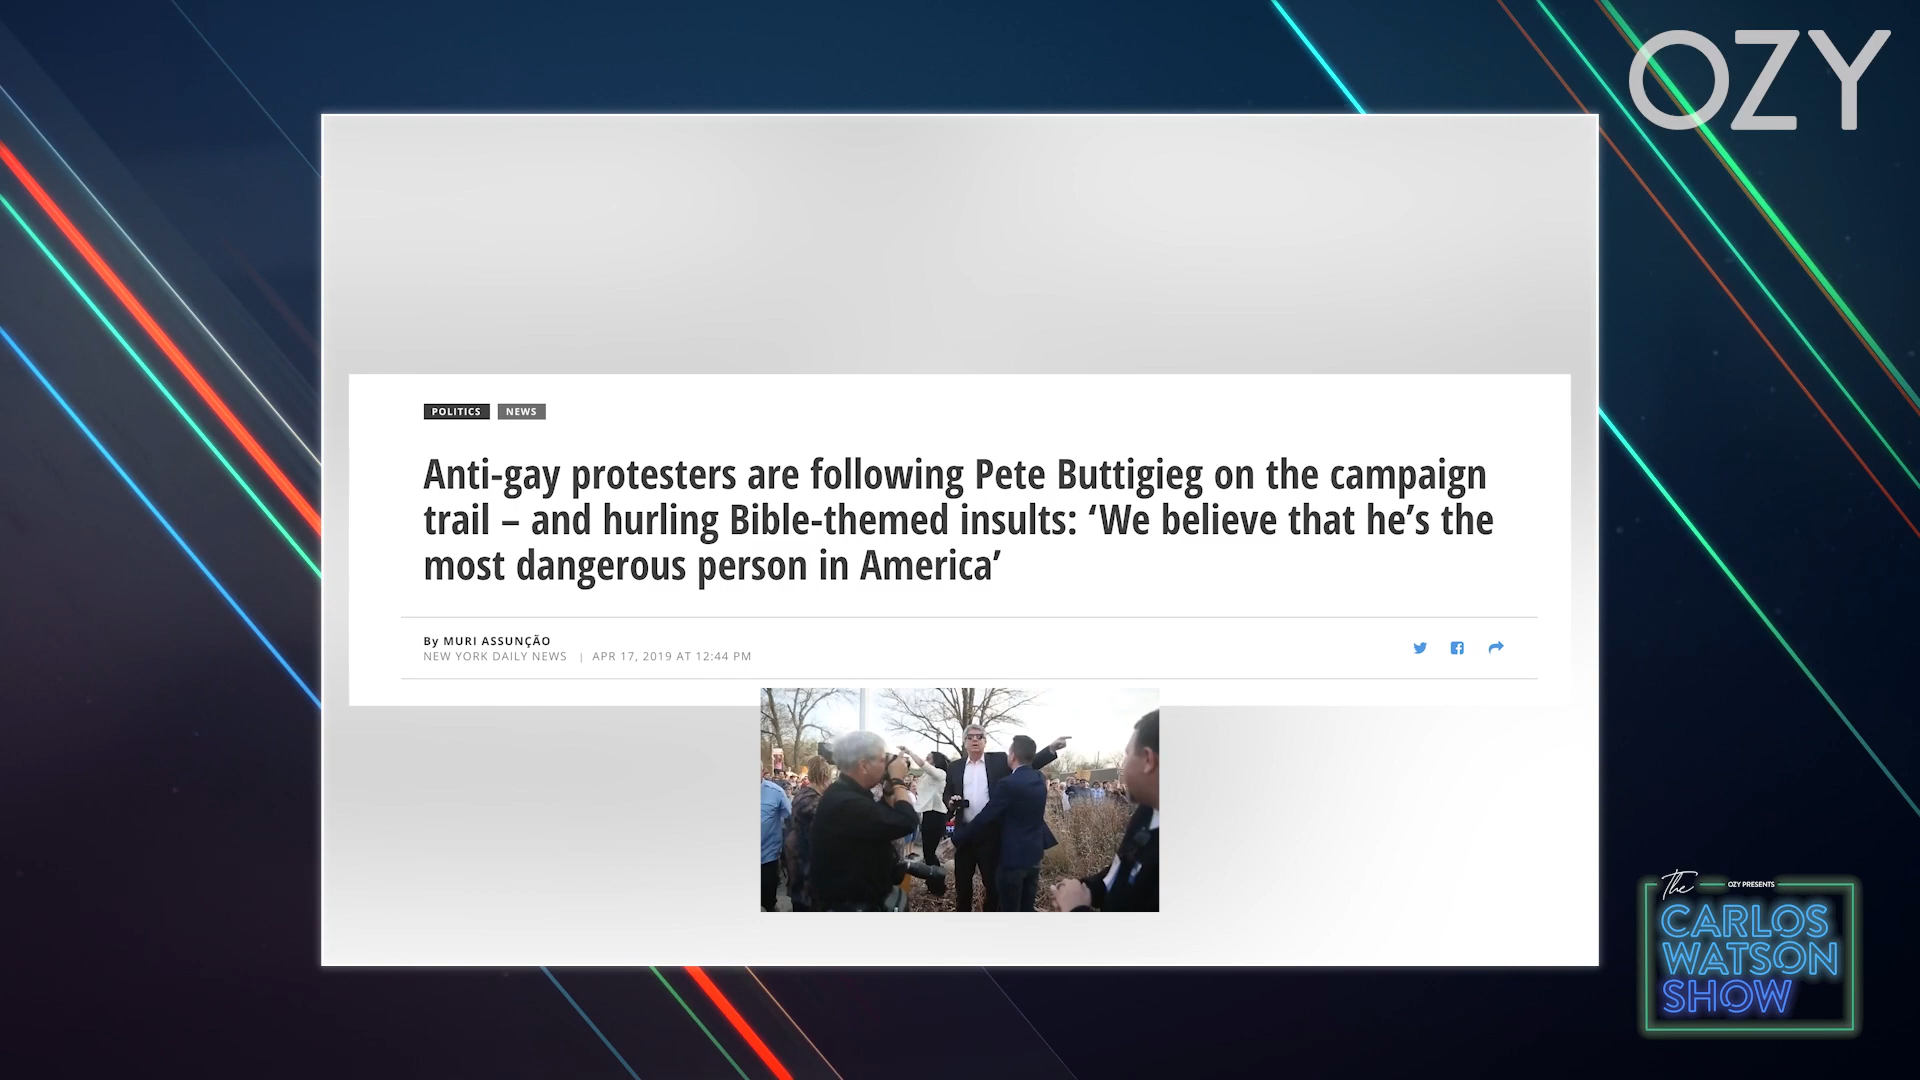 OZY
POLITICS NEWS
Anti-gay protesters are following Pete Buttigieg on the campaign
trail – and hurling Bible-themed insults: ‘We believe that he’s the
most dangerous person in America’
By MURI ASSUNÇÃO
NEW YORK DAILY NEWS | APR 17, 2019 AT 12:44 PM
The OZY PRESENTS
CARLOS
WATSON
SHOW